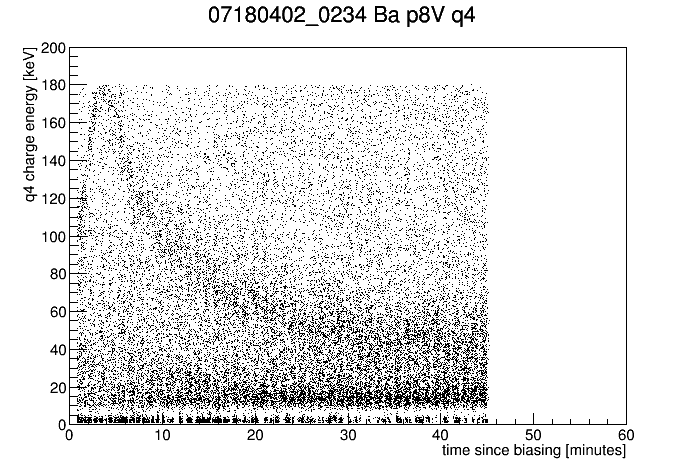 07180402_0234 Ba p8V q4
q4 charge energy [keV]
200
180
160
140
120
100
80
60
40
20
0
0 10 20 30 40 50 60
time since biasing [minutes]